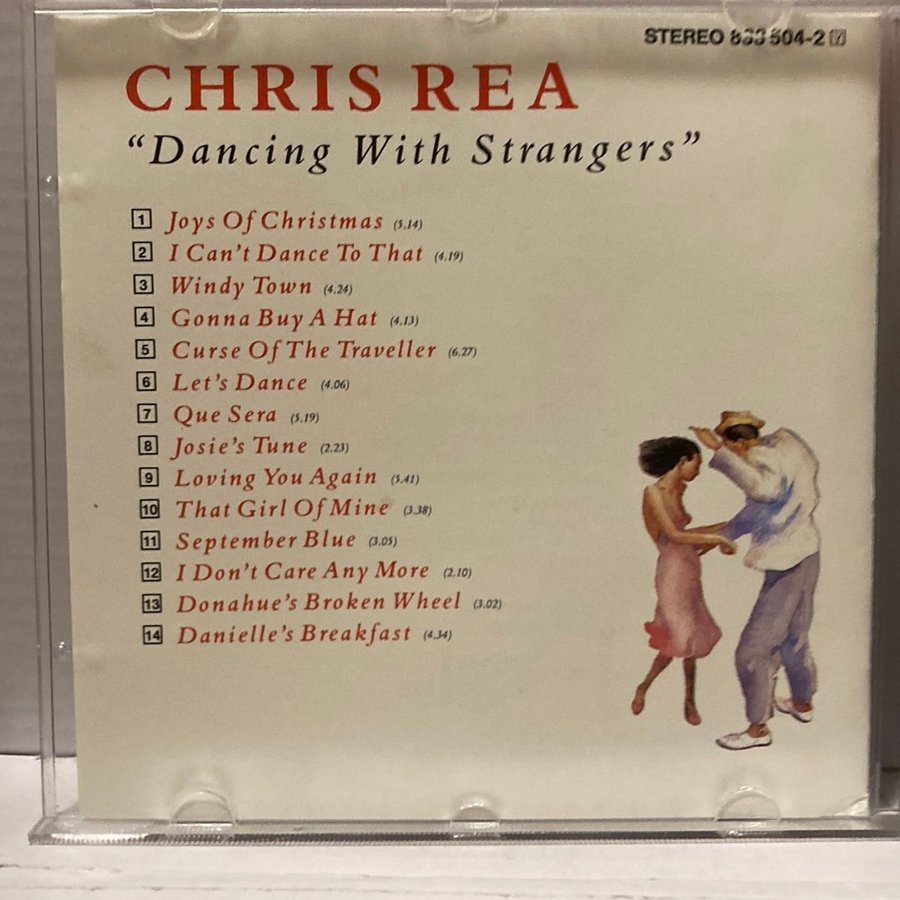 STEREO 833 504-2
CHRIS REA
“Dancing With Strangers”
1 Joys Of Christmas (5.14)
2 I Can’t Dance To That (4.19)
3 Windy Town (4.24)
4 Gonna Buy A Hat (4.13)
5 Curse Of The Traveller (6.27)
6 Let’s Dance (4.06)
7 Que Sera (5.19)
8 Josie’s Tune (2.23)
9 Loving You Again (5.41)
10 That Girl Of Mine (3.38)
11 September Blue (3.05)
12 I Don’t Care Any More (2.10)
13 Donahue’s Broken Wheel (3.02)
14 Danielle’s Breakfast (4.34)